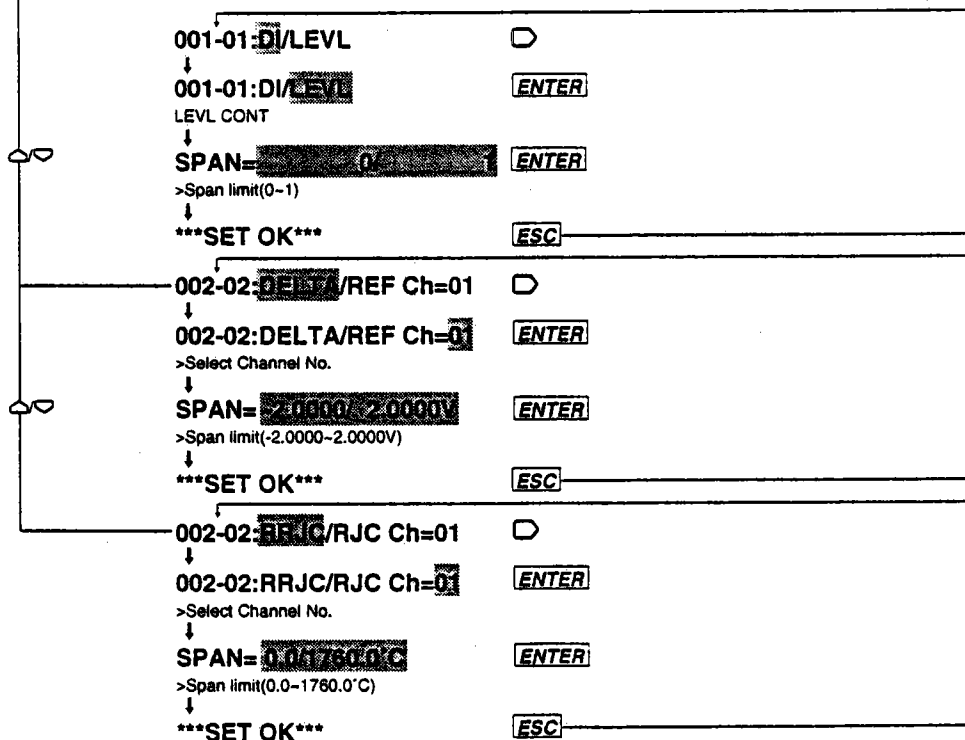 001-01:DI/LEVL
001-01:DI/LEVL ENTER
LEVL CONT
SPAN= 0/ 1 ENTER
>Span limit(0~1)
***SET OK*** ESC
002-02:DELTA/REF Ch=01
002-02:DELTA/REF Ch=01 ENTER
>Select Channel No.
SPAN= -2.0000/ 2.0000V ENTER
>Span limit(-2.0000~2.0000V)
***SET OK*** ESC
002-02:RRJC/RJC Ch=01
002-02:RRJC/RJC Ch=01 ENTER
>Select Channel No.
SPAN= 0.0/1760.0°C ENTER
>Span limit(0.0~1760.0°C)
***SET OK*** ESC